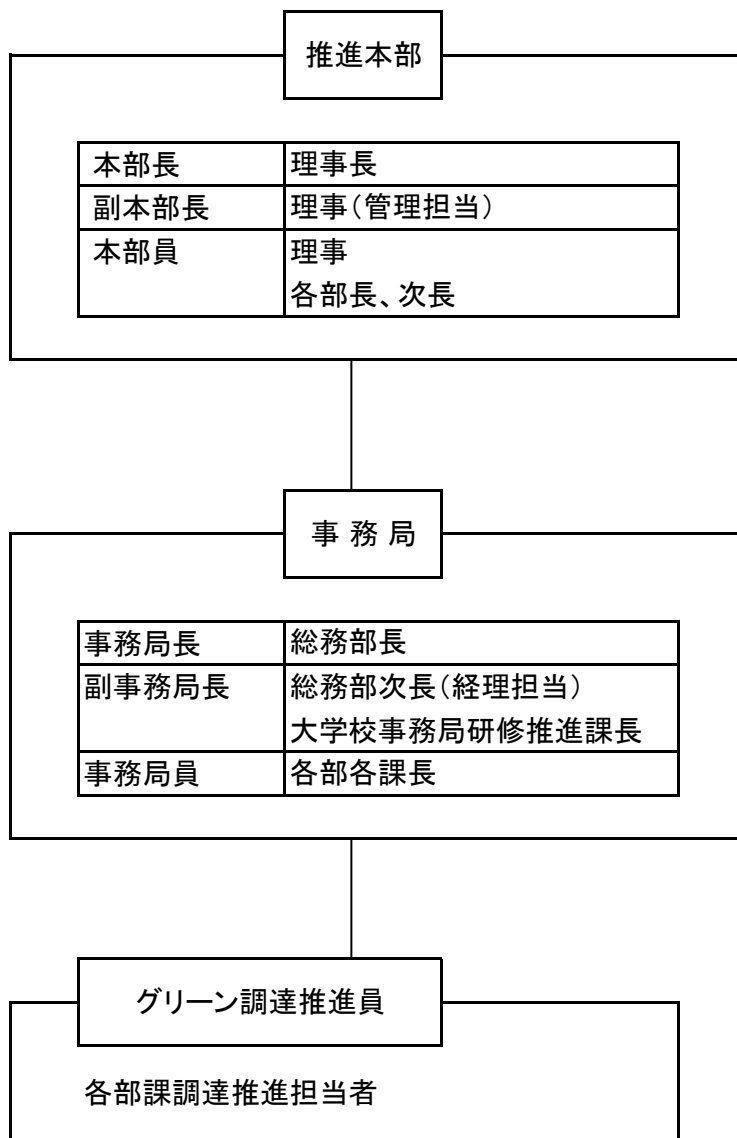 推進本部
本部長 理事長
副本部長 理事(管理担当)
本部員 理事
各部長、次長
事 務 局
事務局長 総務部長
副事務局長 総務部次長(経理担当)
大学校事務局研修推進課長
事務局員 各部各課長
グリーン調達推進員
各部課調達推進担当者